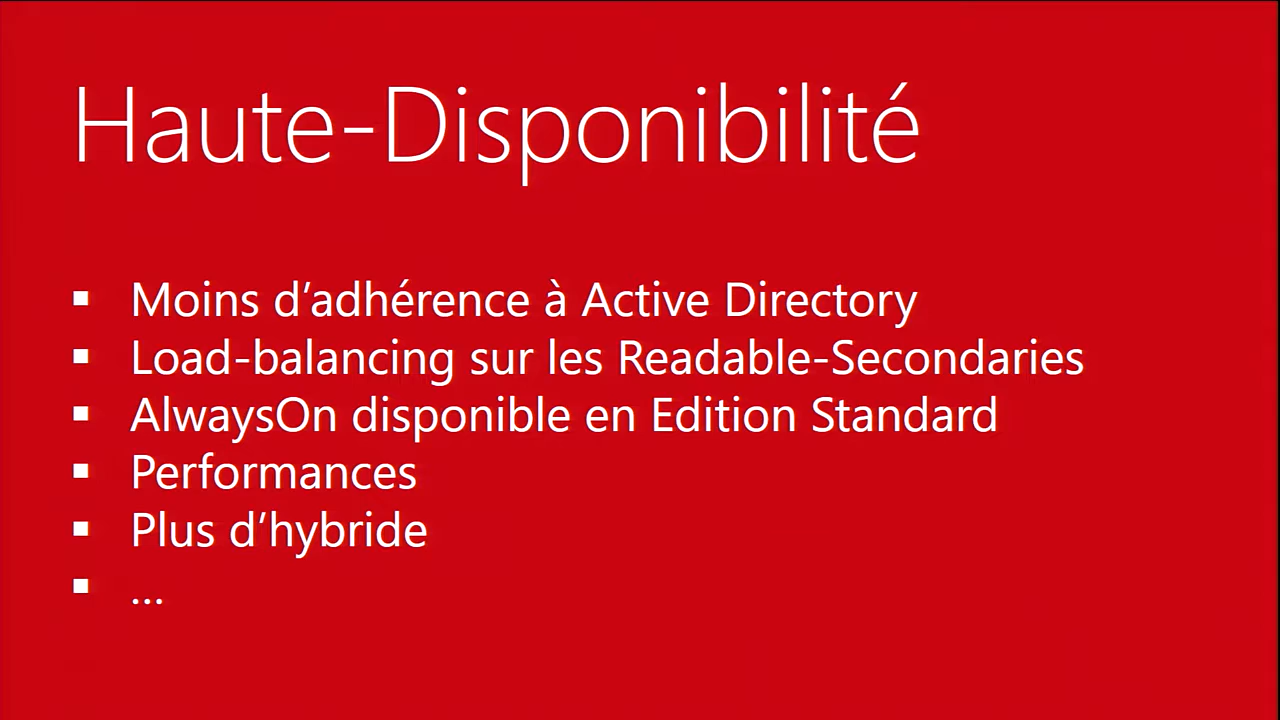 Haute-Disponibilité
▪ Moins d’adhérence à Active Directory
▪ Load-balancing sur les Readable-Secondaries
▪ AlwaysOn disponible en Edition Standard
▪ Performances
▪ Plus d’hybride
▪ ...